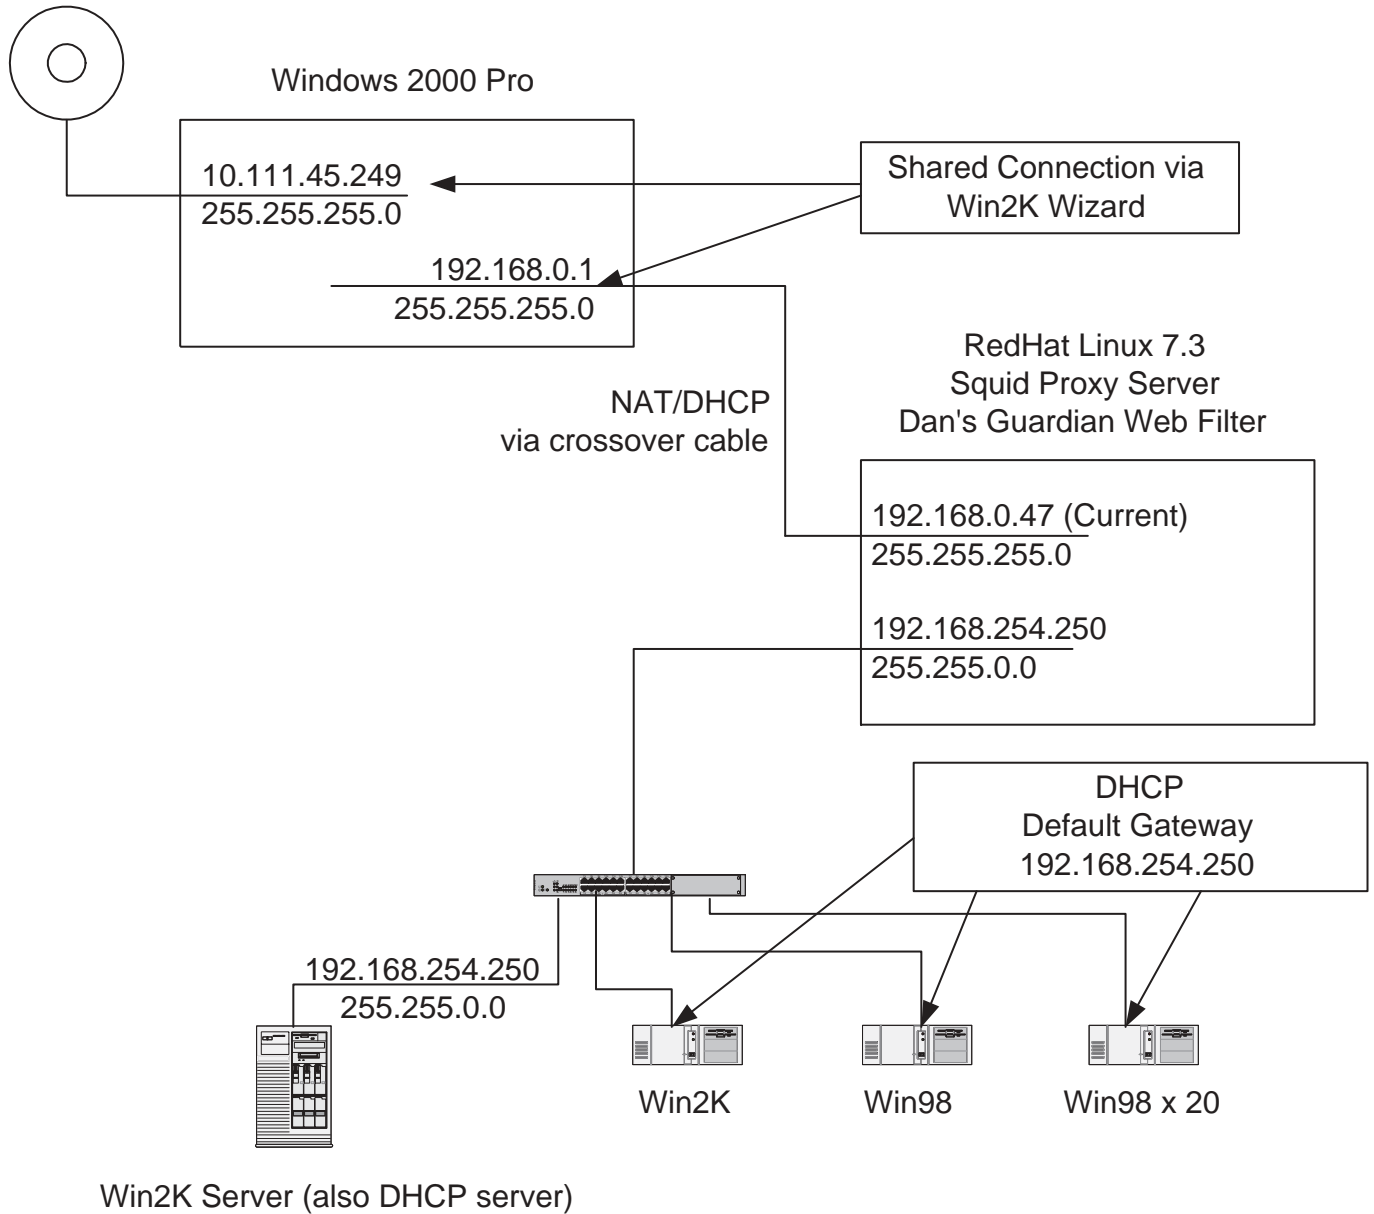 Windows 2000 Pro
10.111.45.249
255.255.255.0
Shared Connection via
Win2K Wizard
192.168.0.1
255.255.255.0
NAT/DHCP
via crossover cable
RedHat Linux 7.3
Squid Proxy Server
Dan's Guardian Web Filter
192.168.0.47 (Current)
255.255.255.0
192.168.254.250
255.255.0.0
DHCP
Default Gateway
192.168.254.250
192.168.254.250
255.255.0.0
Win2K
Win98
Win98 x 20
Win2K Server (also DHCP server)